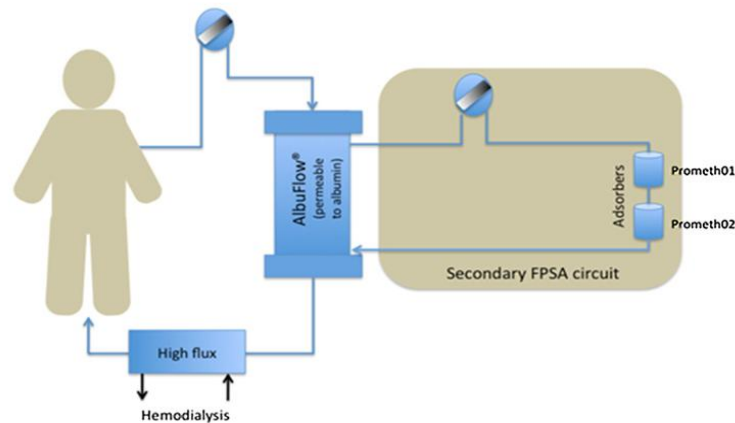 AlbuFlow®
(permeable
to albumin)
Adsorbers
Prometh01
Prometh02
Secondary FPSA circuit
High flux
Hemodialysis